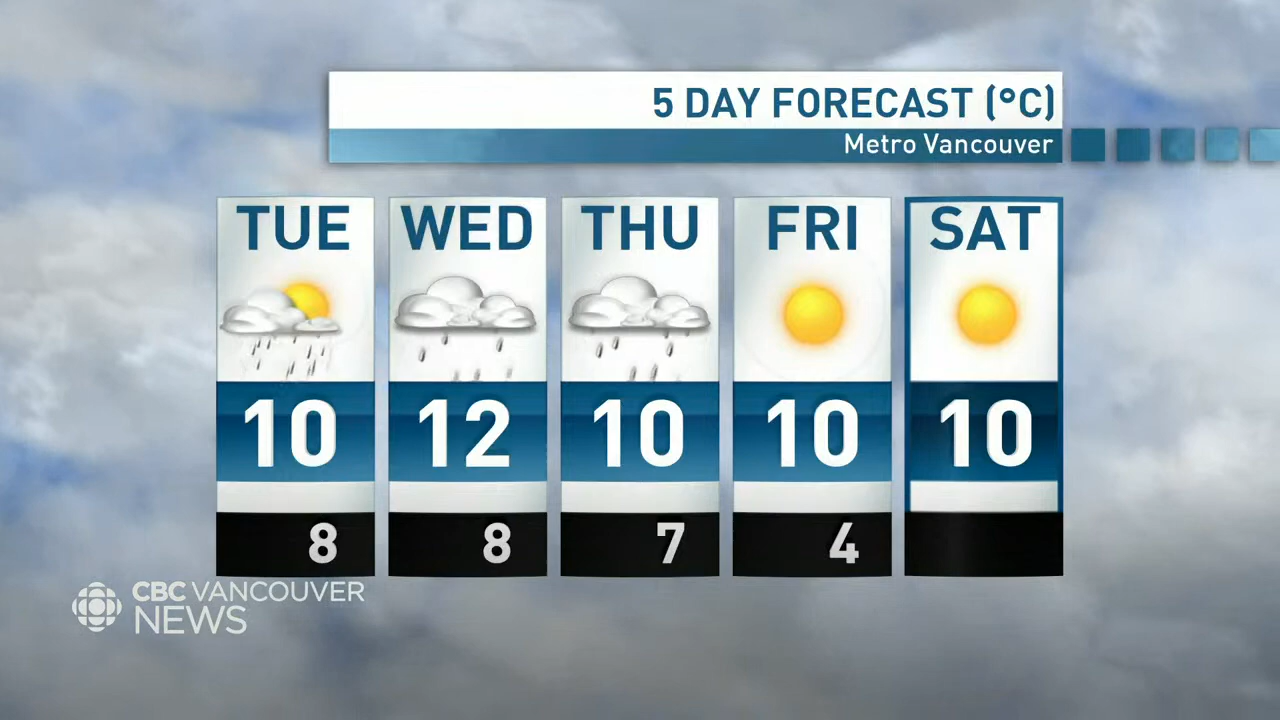 5 DAY FORECAST (°C)
Metro Vancouver
TUE WED THU FRI SAT
10 12 10 10 10
8 8 7 4
CBC VANCOUVER
NEWS